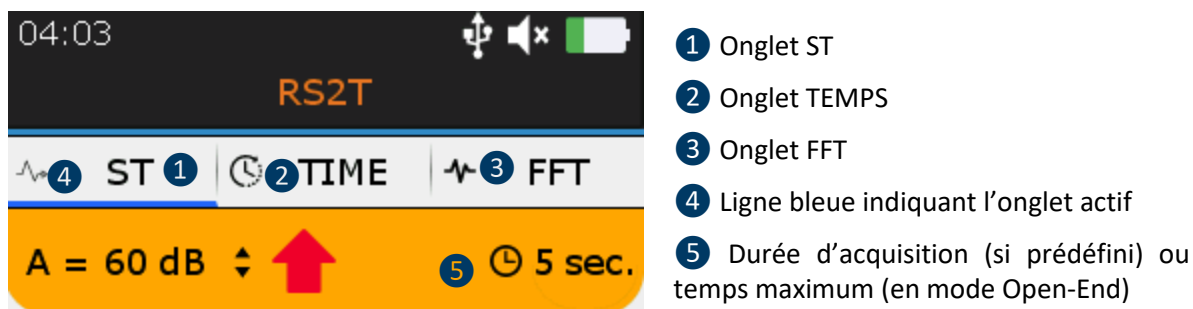 04:03
RS2T
4 ST 1 2 TIME 3 FFT
A = 60 dB 5 5 sec.
1 Onglet ST
2 Onglet TEMPS
3 Onglet FFT
4 Ligne bleue indiquant l’onglet actif
5 Durée d’acquisition (si prédéfini) ou
temps maximum (en mode Open-End)